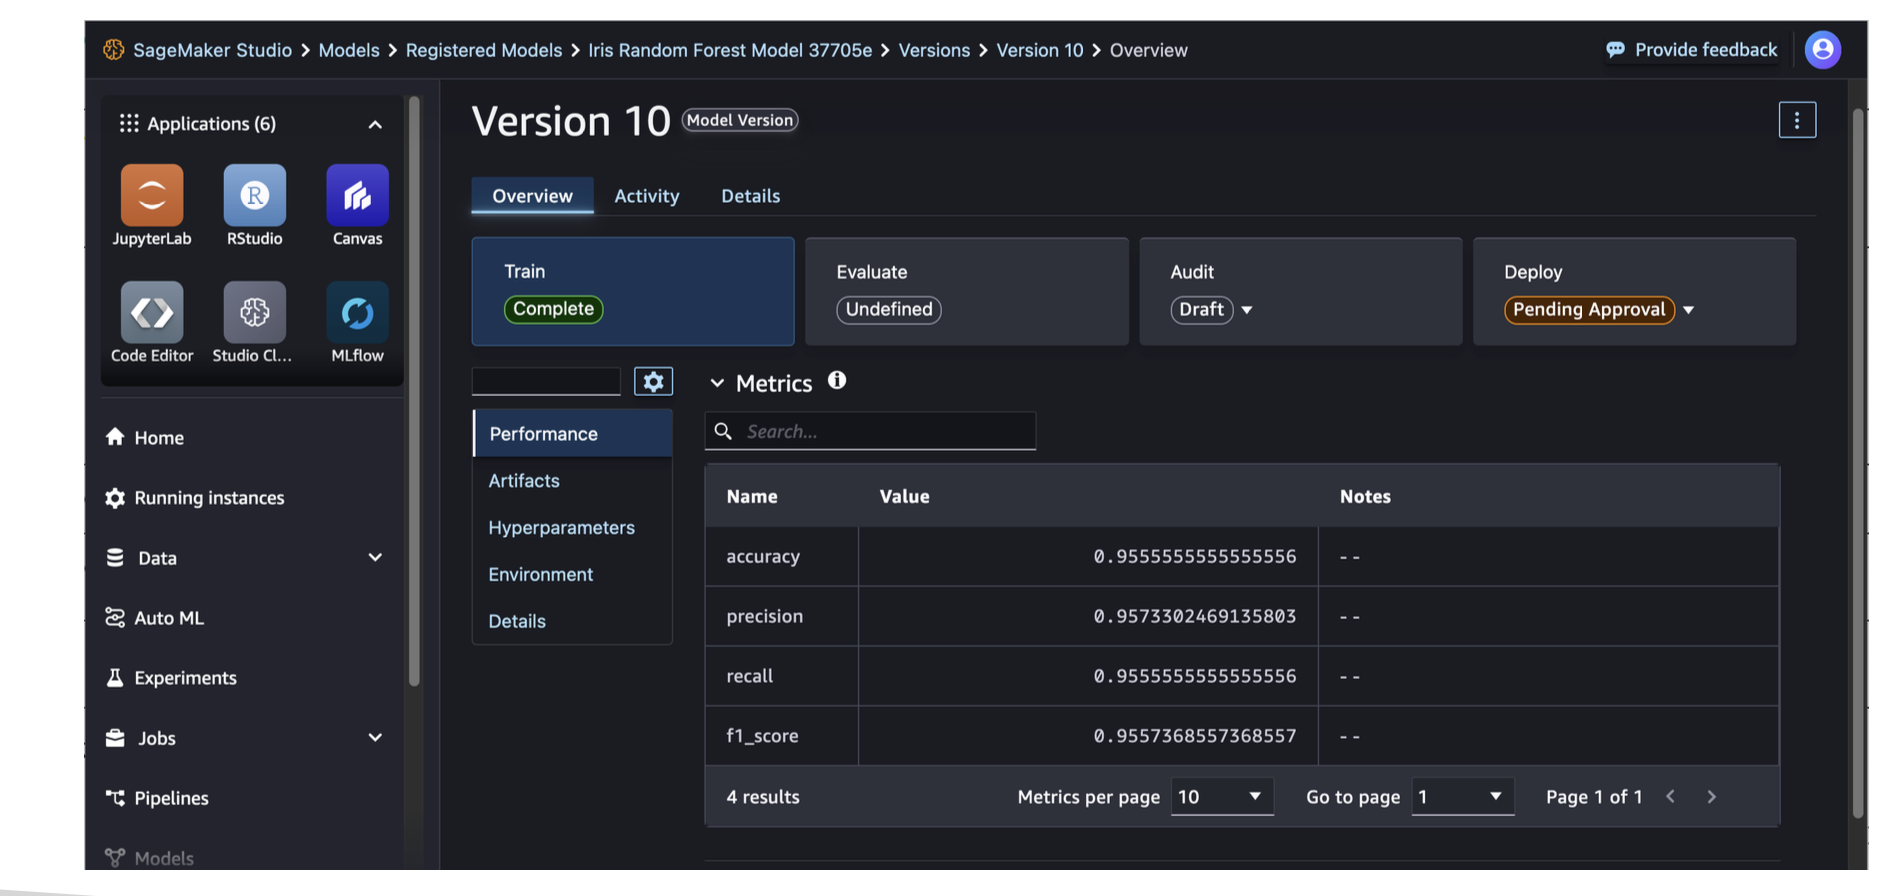 SageMaker Studio > Models > Registered Models > Iris Random Forest Model 37705e > Versions > Version 10 > Overview
Provide feedback
Applications (6)
JupyterLab
RStudio
Canvas
Code Editor
Studio Cl...
MLflow
Home
Running instances
Data
Auto ML
Experiments
Jobs
Pipelines
Models
Version 10 Model Version
Overview Activity Details
Train
Complete
Evaluate
Undefined
Audit
Draft
Deploy
Pending Approval
Performance
Artifacts
Hyperparameters
Environment
Details
Metrics
Search...
Name Value Notes
accuracy 0.9555555555555556 --
precision 0.9573302469135803 --
recall 0.9555555555555556 --
f1_score 0.9557368557368557 --
4 results Metrics per page 10 Go to page 1 Page 1 of 1 < >